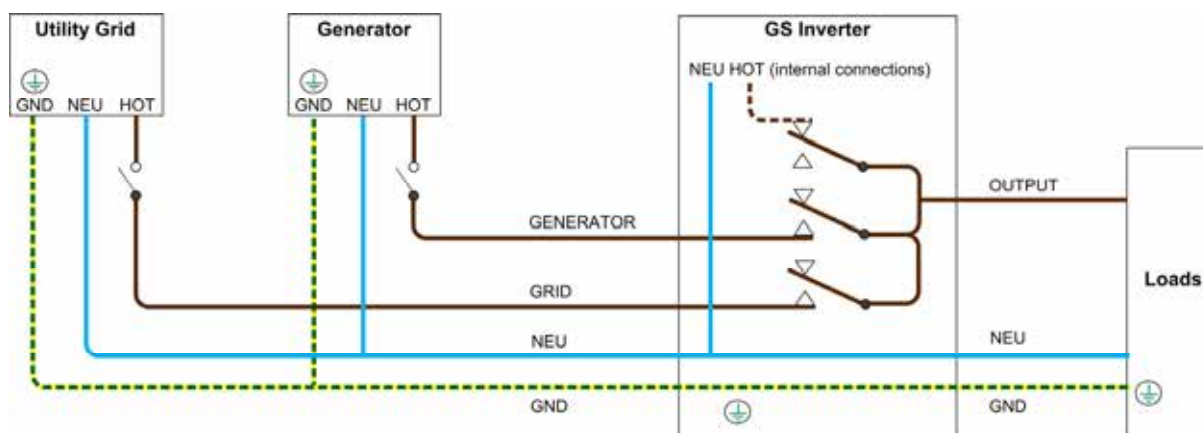 Utility Grid
GND NEU HOT
Generator
GND NEU HOT
GS Inverter
NEU HOT (internal connections)
OUTPUT
GENERATOR
GRID
NEU
NEU
GND
GND
Loads